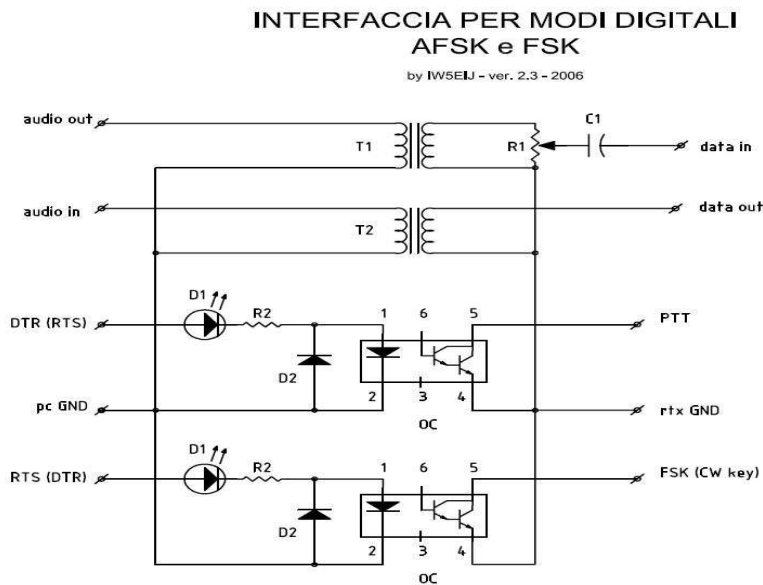 INTERFACCIA PER MODI DIGITALI
AFSK e FSK
by IW5EIJ - ver. 2.3 - 2006
audio out
T1
R1
C1
data in
audio in
T2
data out
D1
R2
1
6
5
DTR (RTS)
PTT
D2
2
3
4
pc GND
OC
rtx GND
D1
R2
1
6
5
RTS (DTR)
FSK (CW key)
D2
2
3
4
OC